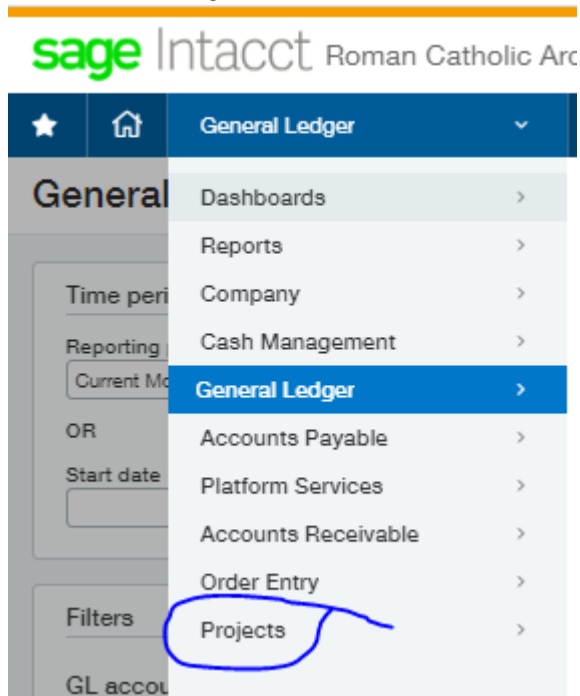 sage Intacct Roman Catholic Arc
General Ledger
General
Dashboards
Reports
Time peri
Company
Reporting
Cash Management
Current Mo
General Ledger
OR
Accounts Payable
Start date
Platform Services
Accounts Receivable
Order Entry
Filters
Projects
GL accou